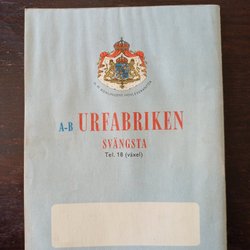 A-B URFABRIKEN
SVÄNGSTA
Tel. 18 (växel)